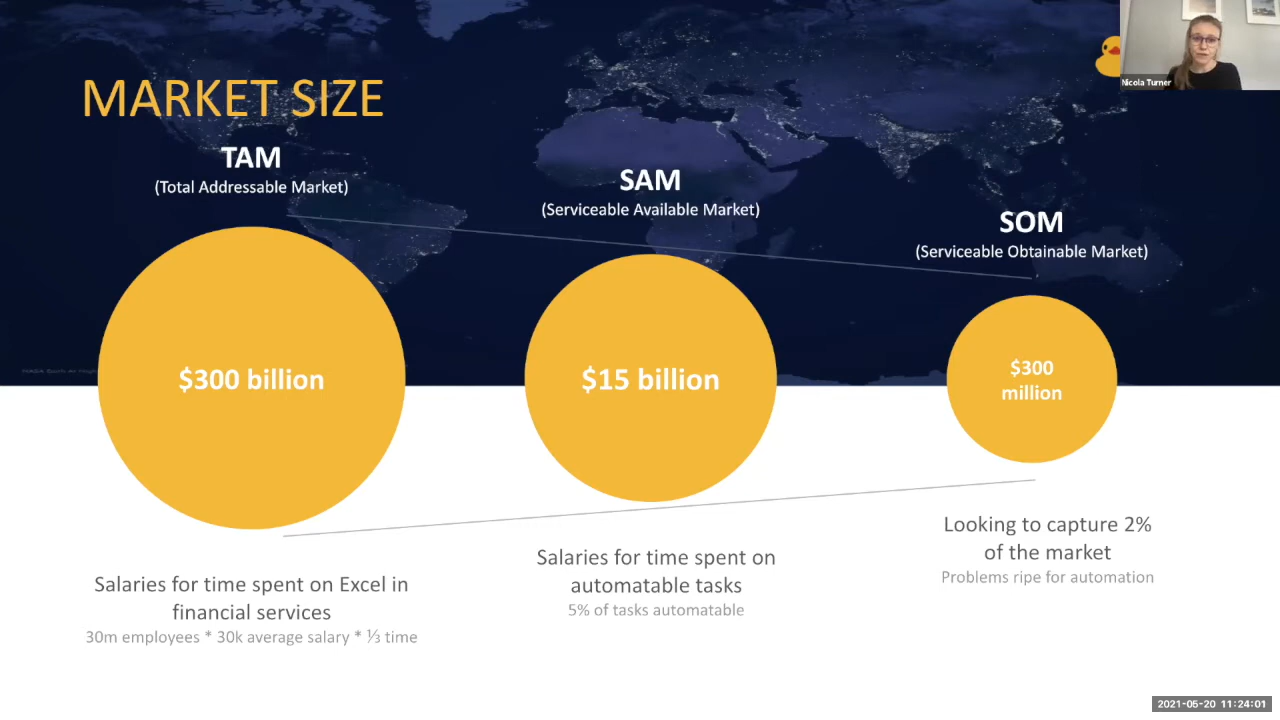 Nicola Turner
MARKET SIZE
TAM
(Total Addressable Market)
SAM
(Serviceable Available Market)
SOM
(Serviceable Obtainable Market)
$300 billion
$15 billion
$300
million
Salaries for time spent on Excel in
financial services
30m employees * 30k average salary * ⅓ time
Salaries for time spent on
automatable tasks
5% of tasks automatable
Looking to capture 2%
of the market
Problems ripe for automation
2021-05-20 11:24:01